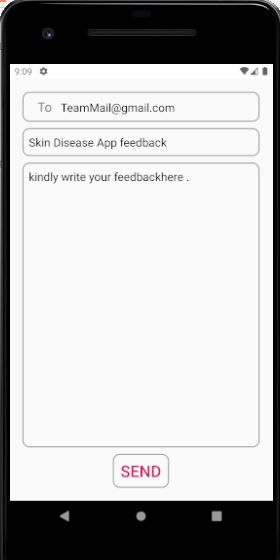 9:09
To TeamMail@gmail.com
Skin Disease App feedback
kindly write your feedbackhere .
SEND